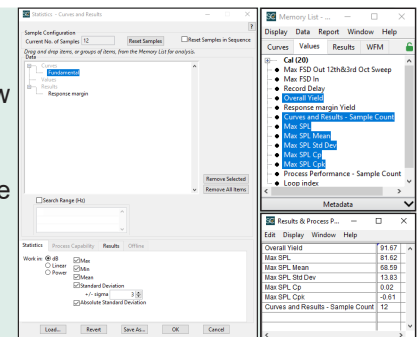 w
e
Statistics - Curves and Results
Sample Configuration
Current No. of Samples 12 Reset Samples Reset Samples in Sequence
Drag and drop items, or groups of items, from the Memory List for analysis.
Data
Curves
Fundamental
Values
Results
Response margin
Remove Selected
Remove All Items
Search Range (Hz)
Statistics Process Capability Results Offline
Work in: dB Max
Linear Min
Power Mean
Standard Deviation
+/- sigma 3
Absolute Standard Deviation
Load... Revert Save As... OK Cancel
Memory List -
Display Data Report Window Help
Curves Values Results WFM
Cal (20)
Max FSD Out 12th&3rd Oct Sweep
Max FSD In
Record Delay
Overall Yield
Response margin Yield
Curves and Results - Sample Count
Max SPL
Max SPL Mean
Max SPL Std Dev
Max SPL Cp
Max SPL Cpk
Process Performance - Sample Count
Loop index
Metadata
Results & Process P...
Edit Display Window Help
Overall Yield 91.67
Max SPL 81.62
Max SPL Mean 68.59
Max SPL Std Dev 13.83
Max SPL Cp 0.02
Max SPL Cpk -0.61
Curves and Results - Sample Count 12